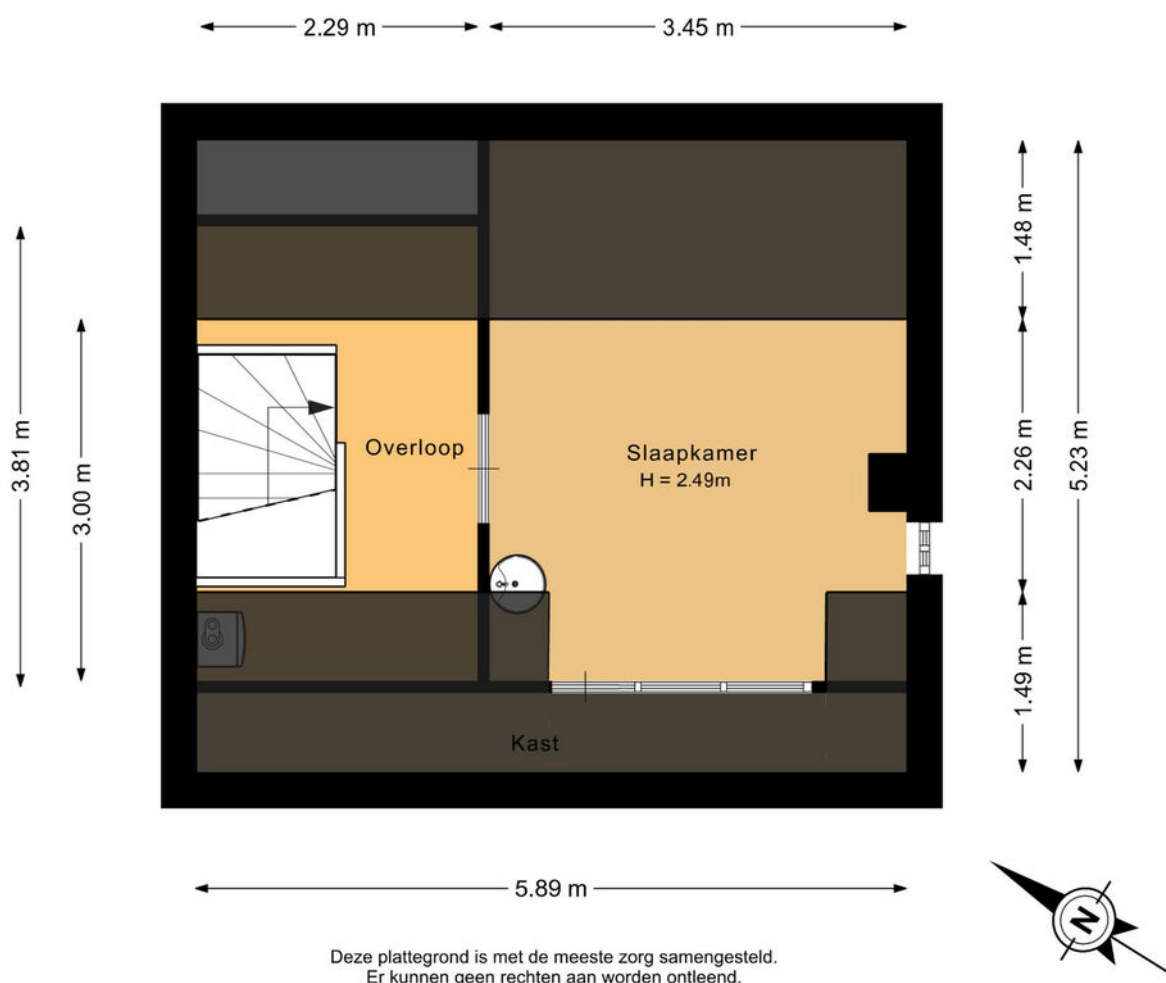 2.29 m
3.45 m
1.48 m
3.81 m
3.00 m
2.26 m
5.23 m
Overloop
Slaapkamer
H = 2.49m
1.49 m
Kast
5.89 m
N
Deze plattegrond is met de meeste zorg samengesteld.
Er kunnen geen rechten aan worden ontleend.